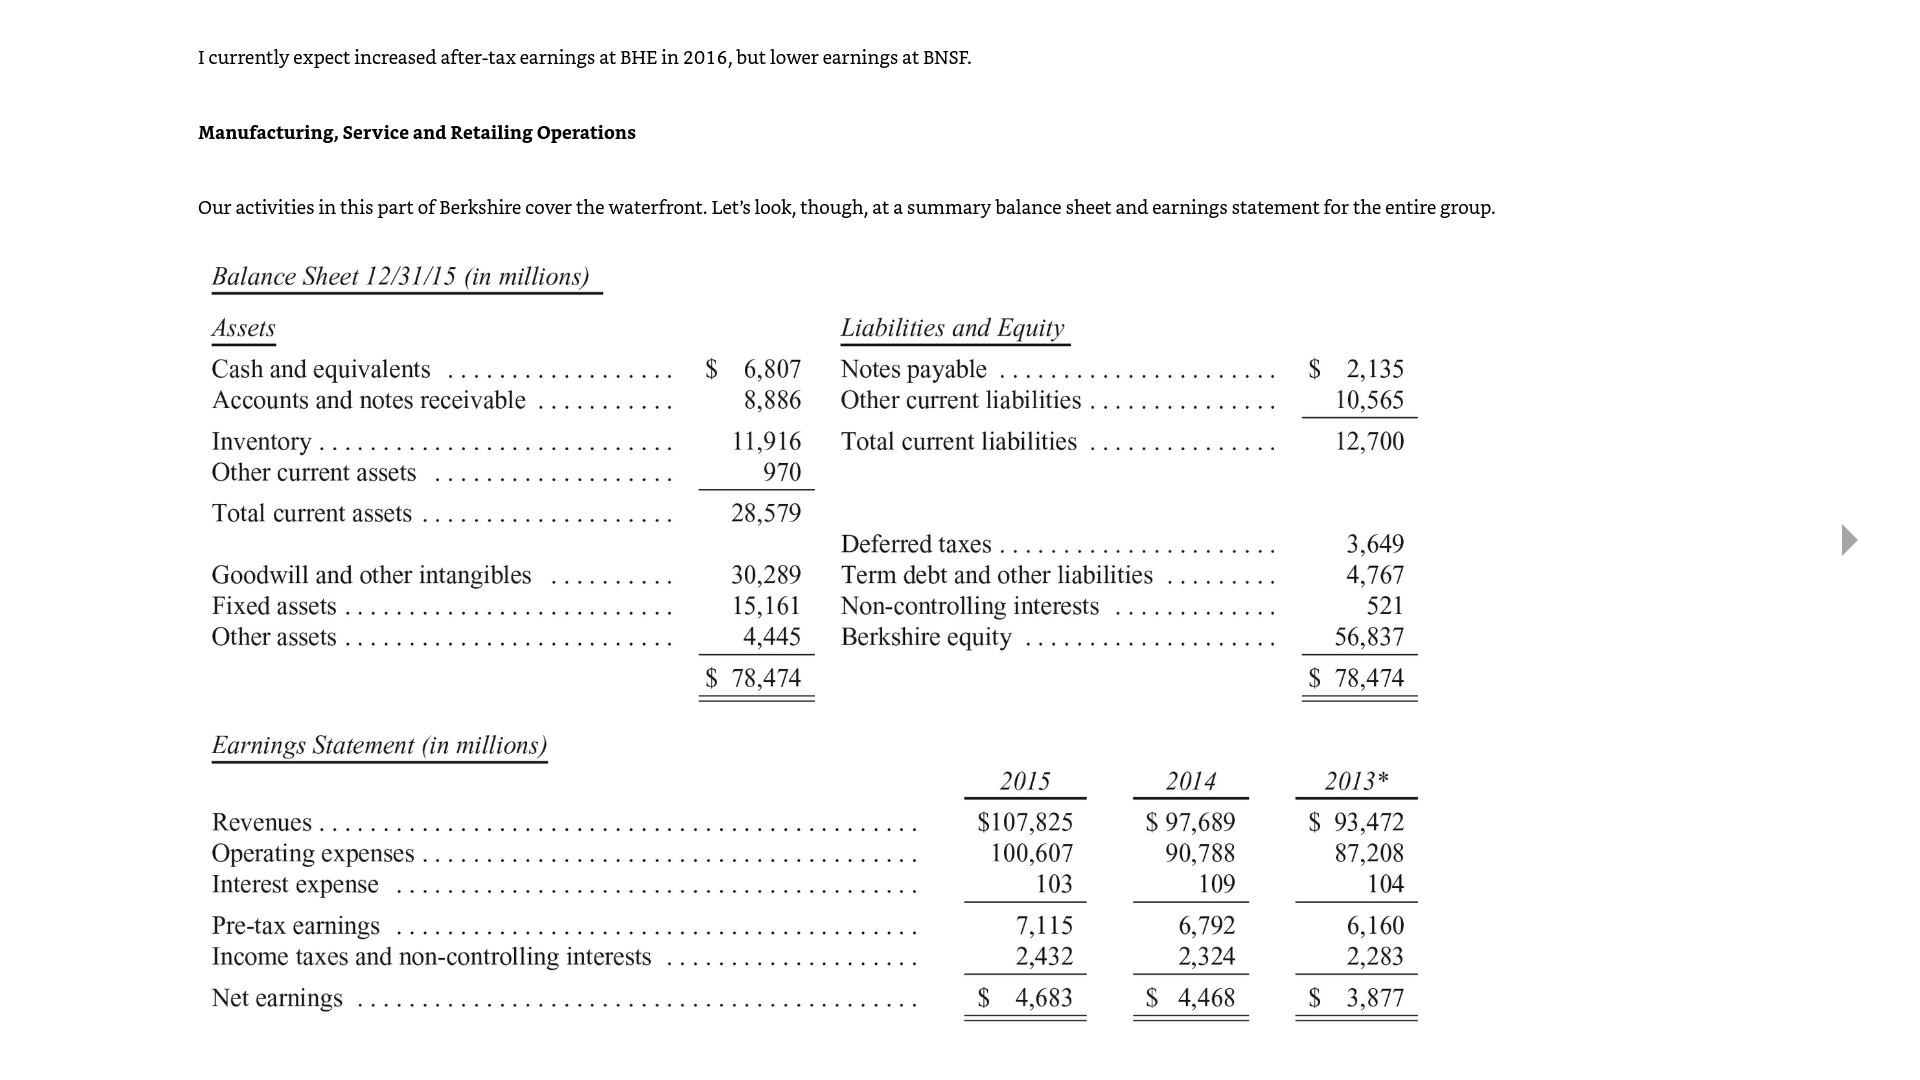 I currently expect increased after-tax earnings at BHE in 2016, but lower earnings at BNSF.
Manufacturing, Service and Retailing Operations
Our activities in this part of Berkshire cover the waterfront. Let’s look, though, at a summary balance sheet and earnings statement for the entire group.
Balance Sheet 12/31/15 (in millions)
Assets Liabilities and Equity
Cash and equivalents .................. $ 6,807 Notes payable ...................... $ 2,135
Accounts and notes receivable ........... 8,886 Other current liabilities ............... 10,565
Inventory ............................ 11,916 Total current liabilities ............... 12,700
Other current assets ................... 970
Total current assets .................... 28,579
Deferred taxes ...................... 3,649
Goodwill and other intangibles .......... 30,289 Term debt and other liabilities ......... 4,767
Fixed assets .......................... 15,161 Non-controlling interests ............. 521
Other assets .......................... 4,445 Berkshire equity .................... 56,837
$ 78,474 $ 78,474
Earnings Statement (in millions)
2015 2014 2013*
Revenues ............................................... $107,825 $ 97,689 $ 93,472
Operating expenses ....................................... 100,607 90,788 87,208
Interest expense ......................................... 103 109 104
Pre-tax earnings ......................................... 7,115 6,792 6,160
Income taxes and non-controlling interests .................... 2,432 2,324 2,283
Net earnings ............................................ $ 4,683 $ 4,468 $ 3,877